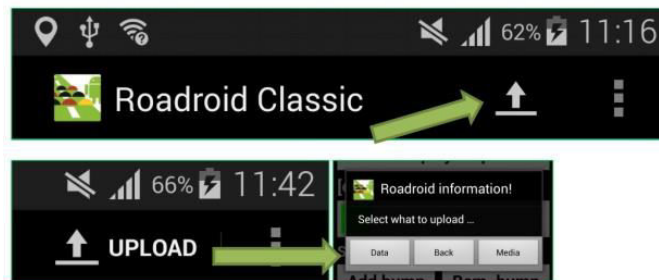 62% 11:16
Roadroid Classic
66% 11:42
UPLOAD
Roadroid information!
Select what to upload ...
Data Back Media
Add bump
bump